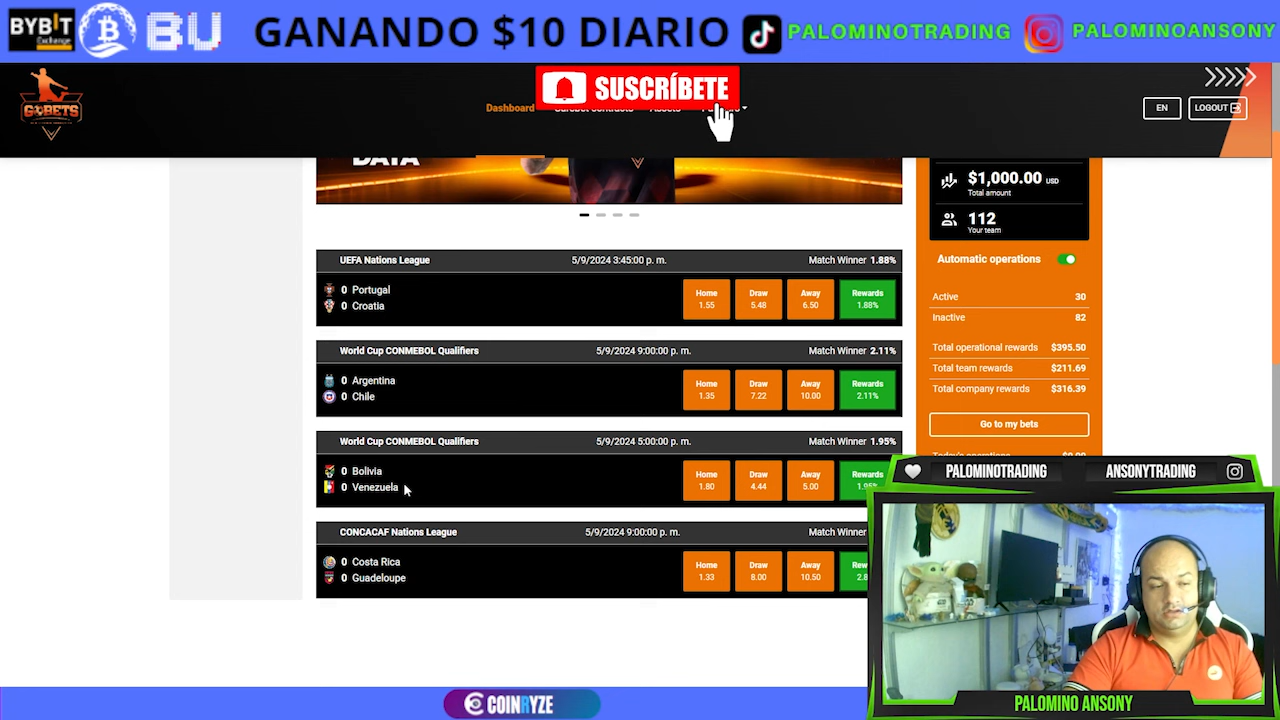 BYBIT
Exchange
BU
GANANDO $10 DIARIO
PALOMINOTRADING
PALOMINOANSONY
GOBETS
SUSCRÍBETE
Dashboard
EN
LOGOUT
DATA
$1,000.00 USD
Total amount
112
Your team
Automatic operations
Active 30
Inactive 82
Total operational rewards $395.50
Total team rewards $211.69
Total company rewards $316.39
Go to my bets
UEFA Nations League 5/9/2024 3:45:00 p. m. Match Winner 1.88%
0 Portugal
0 Croatia
Home Draw Away Rewards
1.55 5.48 6.50 1.88%
World Cup CONMEBOL Qualifiers 5/9/2024 9:00:00 p. m. Match Winner 2.11%
0 Argentina
0 Chile
Home Draw Away Rewards
1.35 7.22 10.00 2.11%
World Cup CONMEBOL Qualifiers 5/9/2024 5:00:00 p. m. Match Winner 1.95%
0 Bolivia
0 Venezuela
Home Draw Away
1.80 4.44 5.00
CONCACAF Nations League 5/9/2024 9:00:00 p. m. Match Winner
0 Costa Rica
0 Guadeloupe
Home Draw Away
1.33 8.00 10.50
PALOMINOTRADING
ANSONYTRADING
PALOMINO ANSONY
COINRYZE